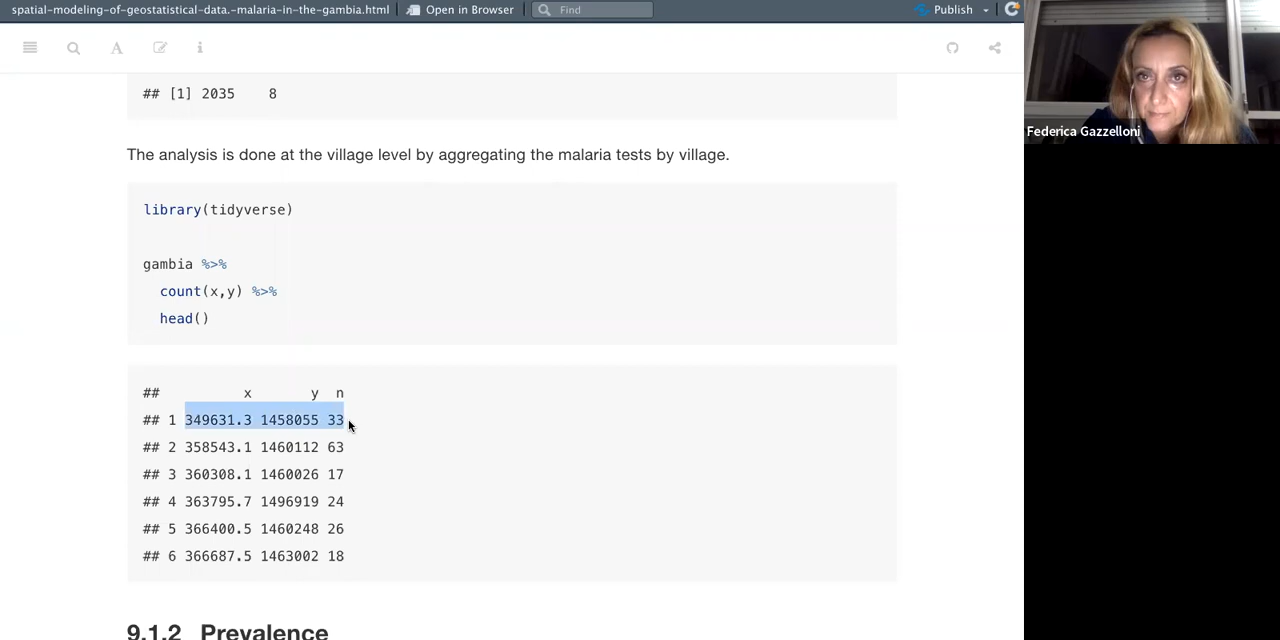 spatial-modeling-of-geostatistical-data.-malaria-in-the-gambia.html Open in Browser Find Publish
## [1] 2035    8
The analysis is done at the village level by aggregating the malaria tests by village.
library(tidyverse)
gambia %>%
count(x,y) %>%
head()
##          x       y  n
## 1 349631.3 1458055 33
## 2 358543.1 1460112 63
## 3 360308.1 1460026 17
## 4 363795.7 1496919 24
## 5 366400.5 1460248 26
## 6 366687.5 1463002 18
9.1.2 Prevalence
Federica Gazzelloni